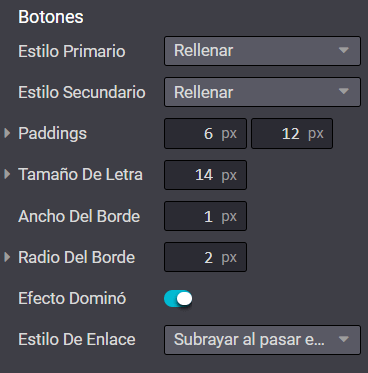 Botones
Estilo Primario Rellenar
Estilo Secundario Rellenar
Paddings 6 px 12 px
Tamaño De Letra 14 px
Ancho Del Borde 1 px
Radio Del Borde 2 px
Efecto Dominó
Estilo De Enlace Subrayar al pasar e...